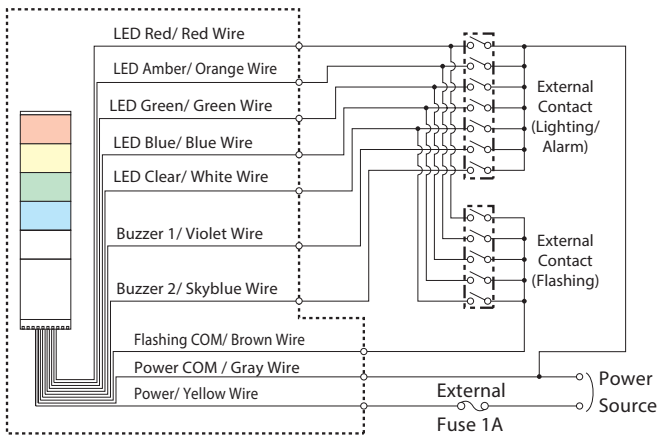 LED Red/ Red Wire
LED Amber/ Orange Wire
LED Green/ Green Wire
LED Blue/ Blue Wire
LED Clear/ White Wire
Buzzer 1/ Violet Wire
Buzzer 2/ Skyblue Wire
Flashing COM/ Brown Wire
Power COM / Gray Wire
Power/ Yellow Wire
External
Contact
(Lighting/
Alarm)
External
Contact
(Flashing)
External
Fuse 1A
Power
Source